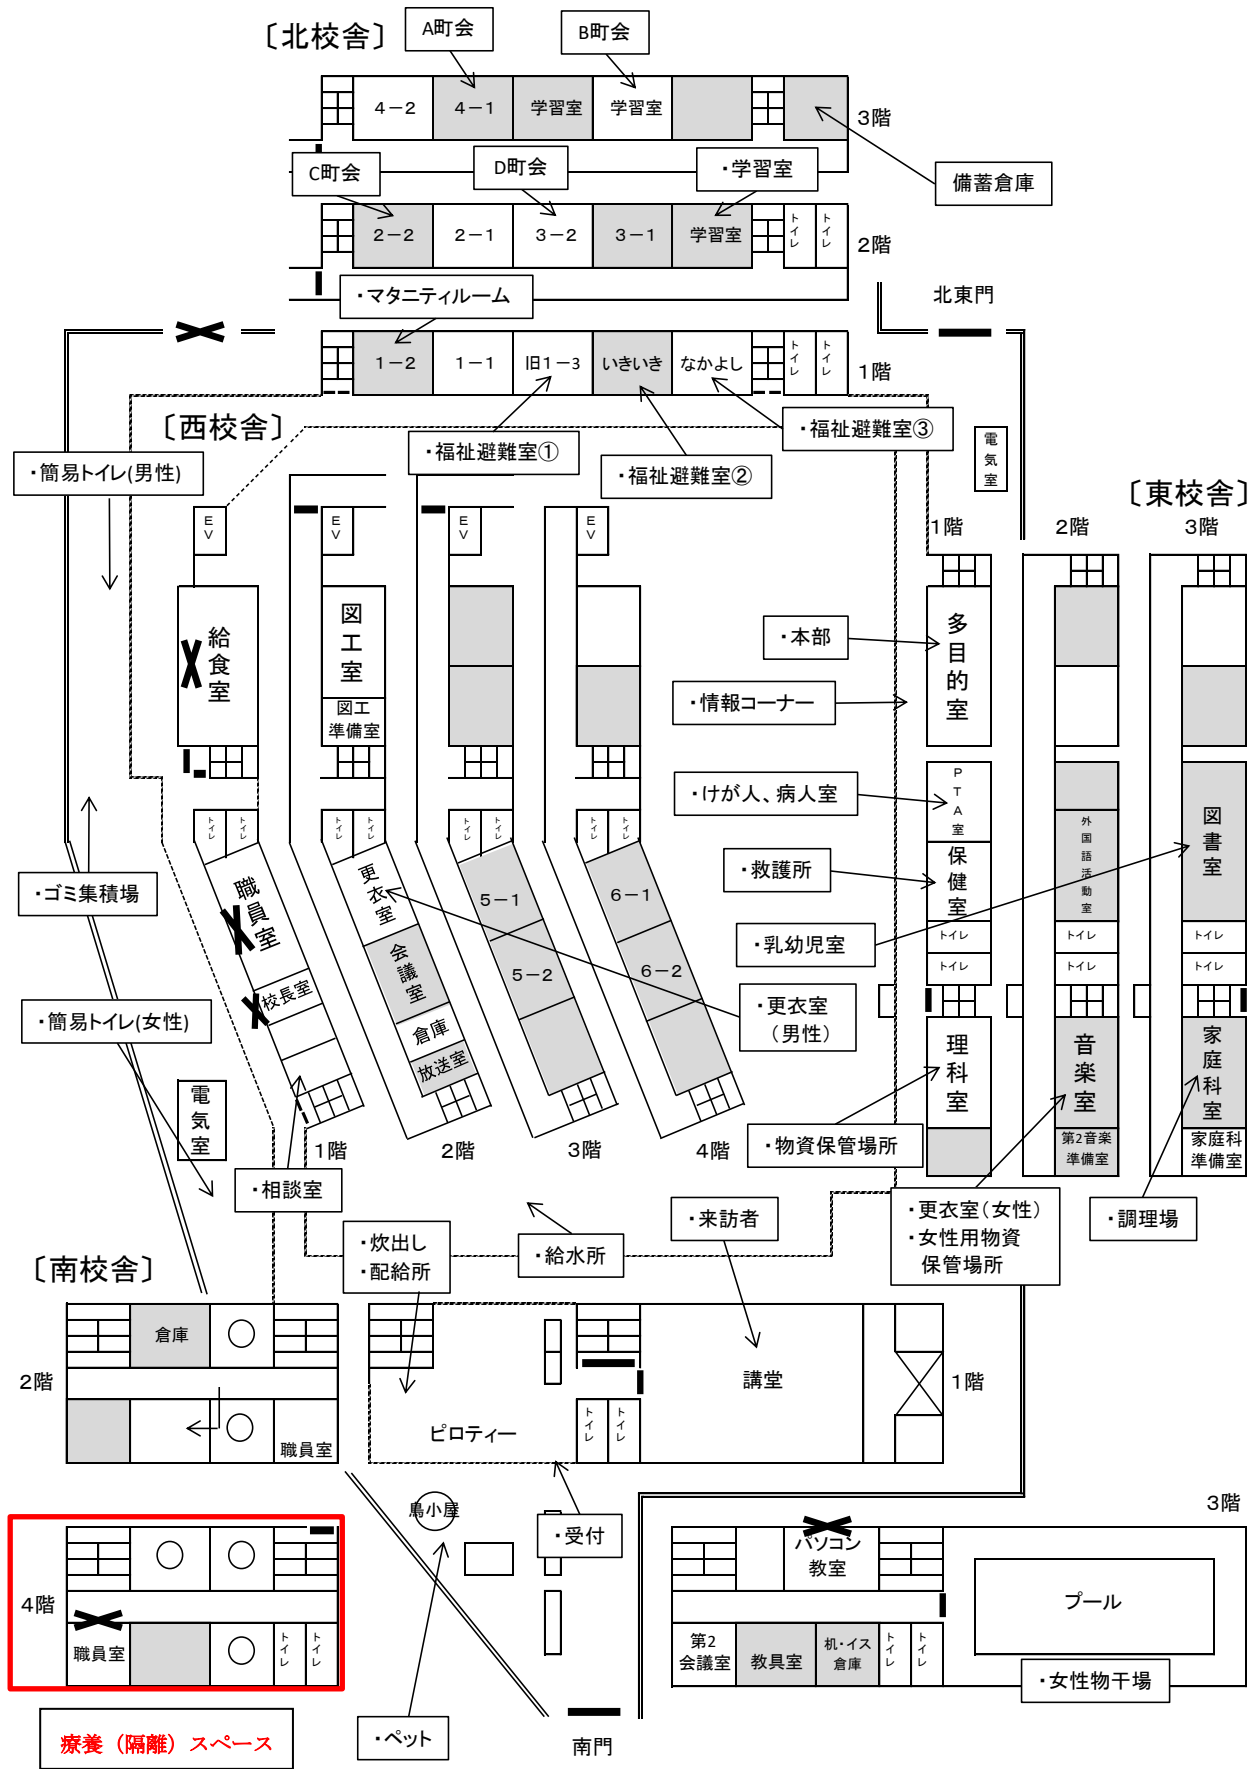 〔北校舎〕
A町会
B町会
4－2
4－1
学習室
学習室
3階
備蓄倉庫
C町会
D町会
・学習室
2－2
2－1
3－2
3－1
学習室
トイレ
トイレ
2階
・マタニティルーム
北東門
1－2
1－1
旧1－3
いきいき
なかよし
トイレ
トイレ
1階
〔西校舎〕
・福祉避難室①
・福祉避難室②
・福祉避難室③
電気室
・簡易トイレ(男性)
〔東校舎〕
1階
2階
3階
EV
EV
EV
EV
給食室
図工室
図工
準備室
・本部
多目的室
・情報コーナー
・けが人、病人室
PTA室
・救護所
保健室
外国語活動室
図書室
トイレ
トイレ
トイレ
トイレ
トイレ
トイレ
トイレ
トイレ
・ゴミ集積場
職員室
更衣室
5－1
6－1
・乳幼児室
トイレ
トイレ
トイレ
トイレ
トイレ
トイレ
校長室
会議室
5－2
6－2
・簡易トイレ(女性)
倉庫
放送室
・更衣室
（男性）
理科室
音楽室
家庭科室
電気室
1階
2階
3階
4階
・物資保管場所
第2音楽
準備室
家庭科
準備室
・相談室
・来訪者
・更衣室（女性）
・女性用物資
保管場所
・調理場
・炊出し
・配給所
・給水所
〔南校舎〕
倉庫
2階
職員室
ピロティー
トイレ
トイレ
講堂
1階
鳥小屋
・受付
3階
パソコン
教室
プール
4階
職員室
トイレ
トイレ
第2
会議室
教具室
机・イス
倉庫
トイレ
トイレ
・女性物干場
療養（隔離）スペース
・ペット
南門